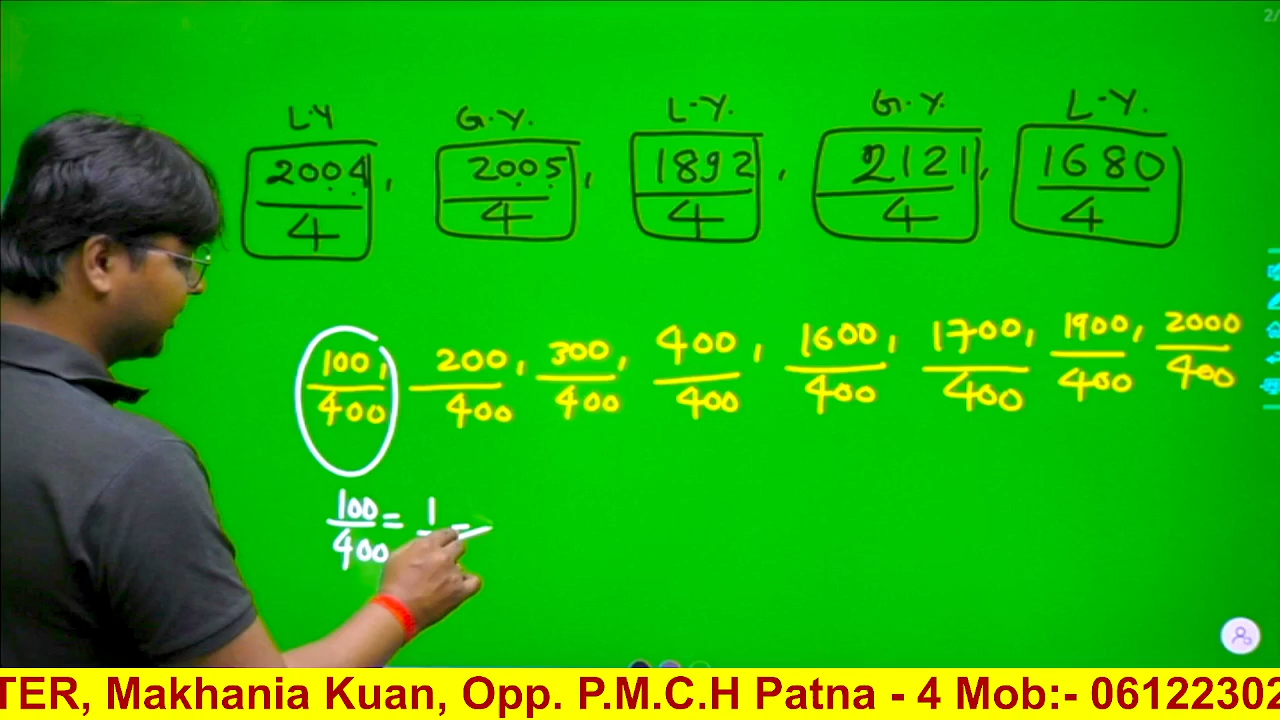 L.Y G.Y. L-Y. G.Y. L-Y.
2004/4, 2005/4, 1892/4, 2121/4, 1680/4
100/400, 200/400, 300/400, 400/400, 1600/400, 1700/400, 1900/400, 2000/400
100/400 = 1
TER, Makhania Kuan, Opp. P.M.C.H Patna - 4 Mob:- 06122302